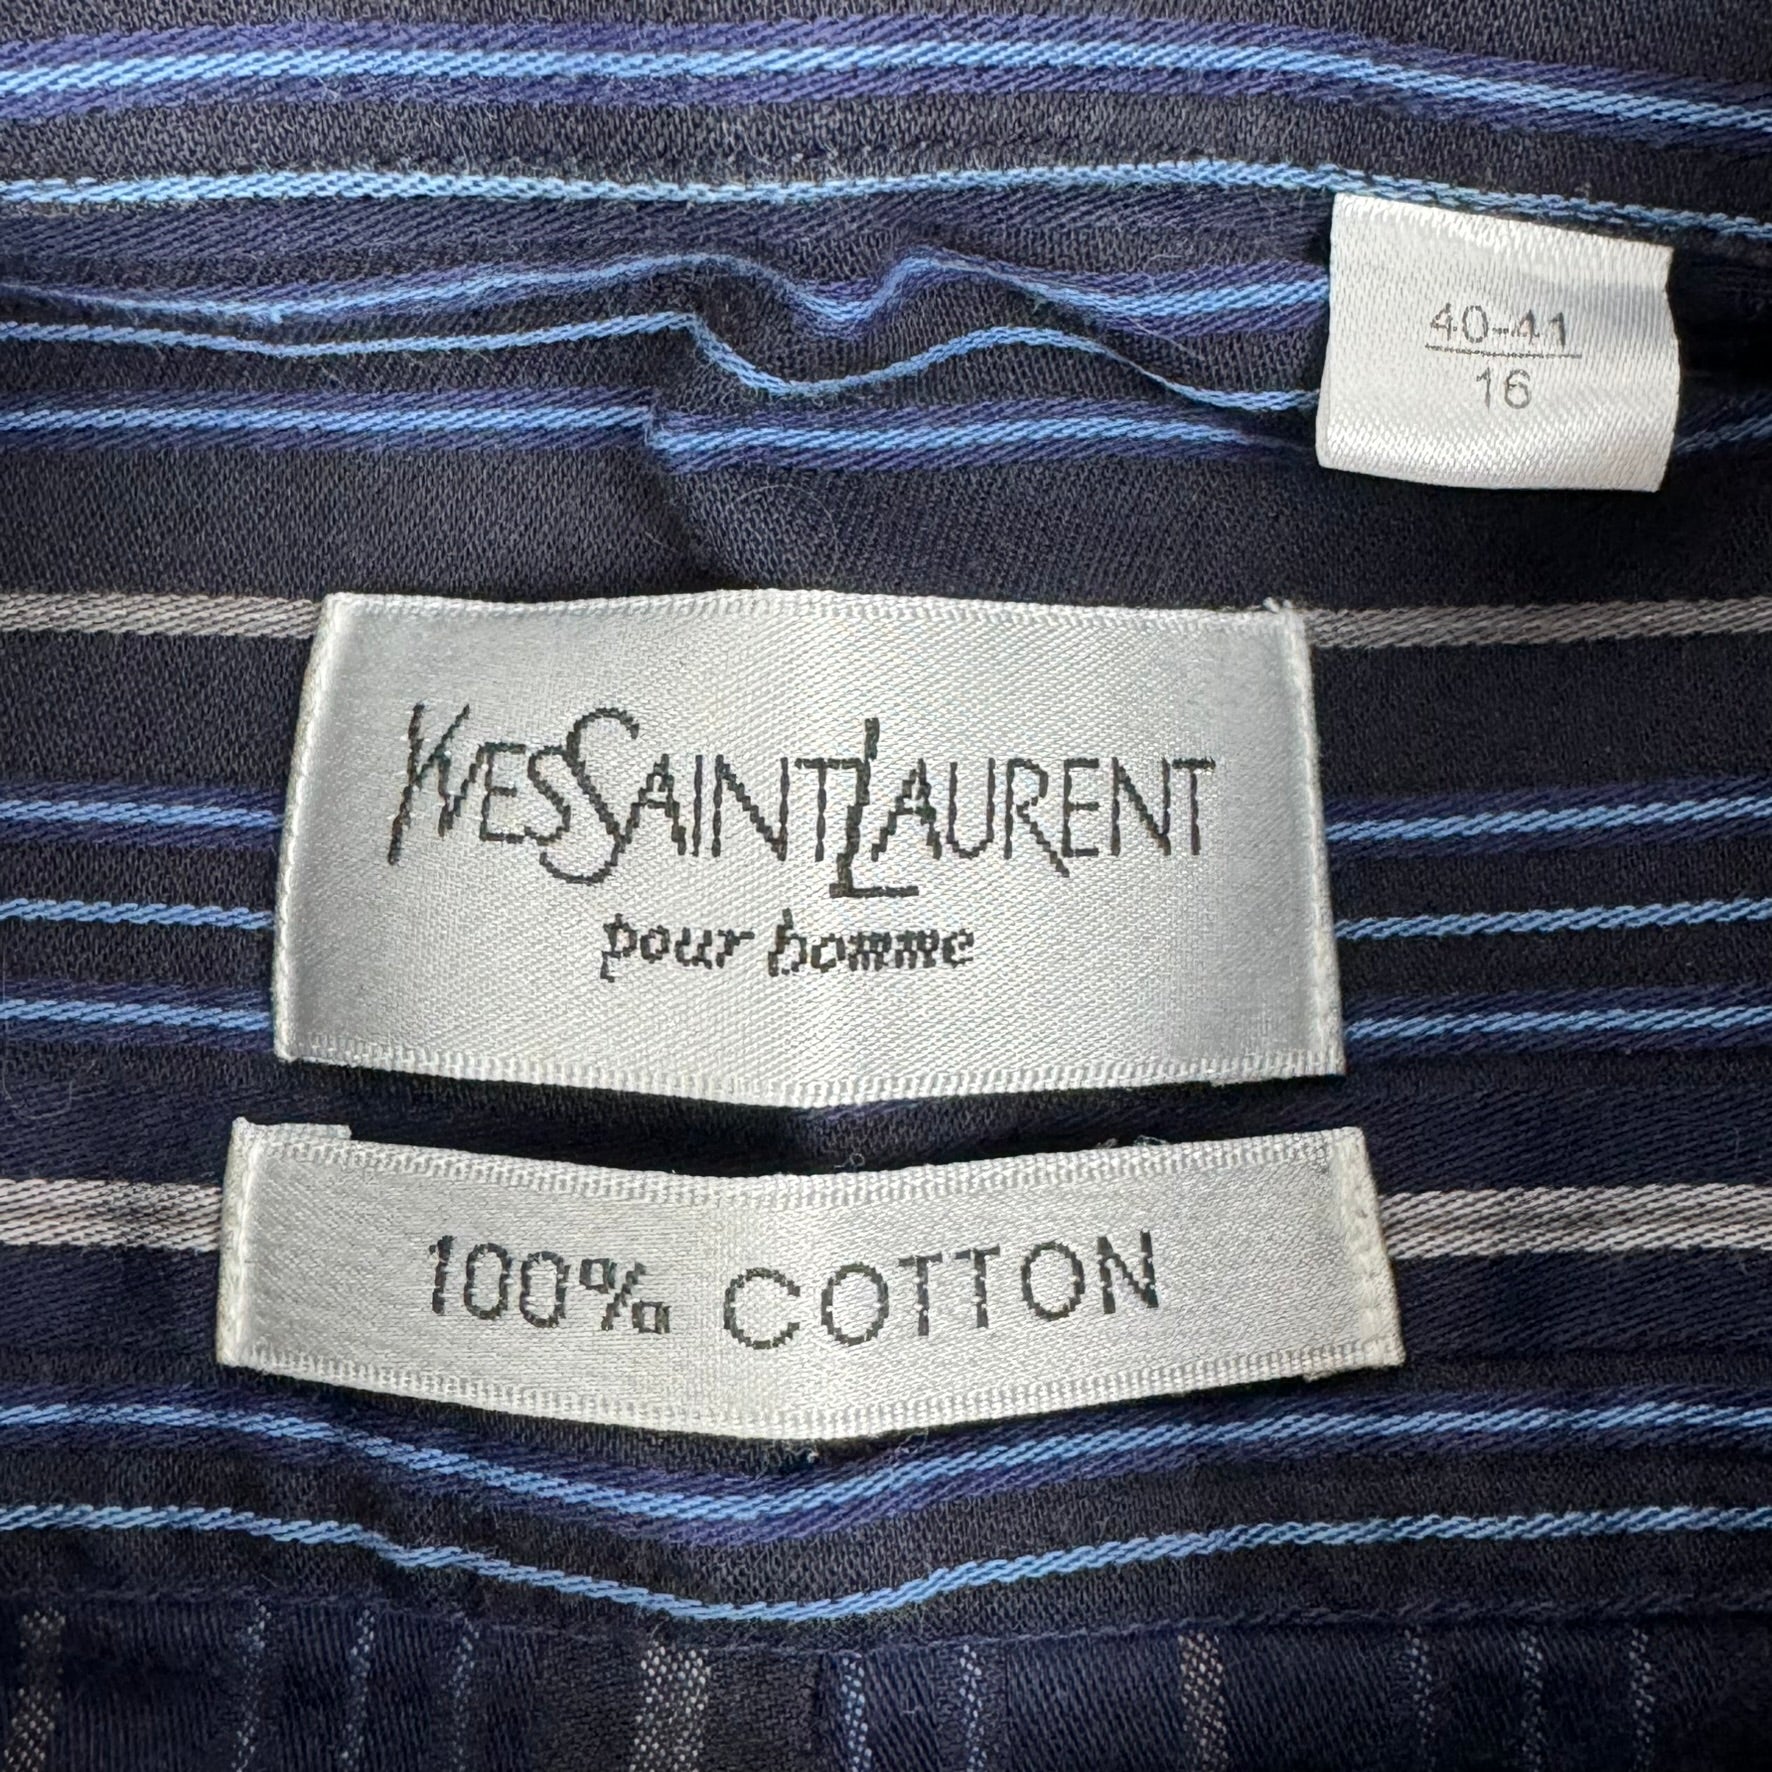 40-41
16
YVESSAINTLAURENT
pour homme
100% COTTON